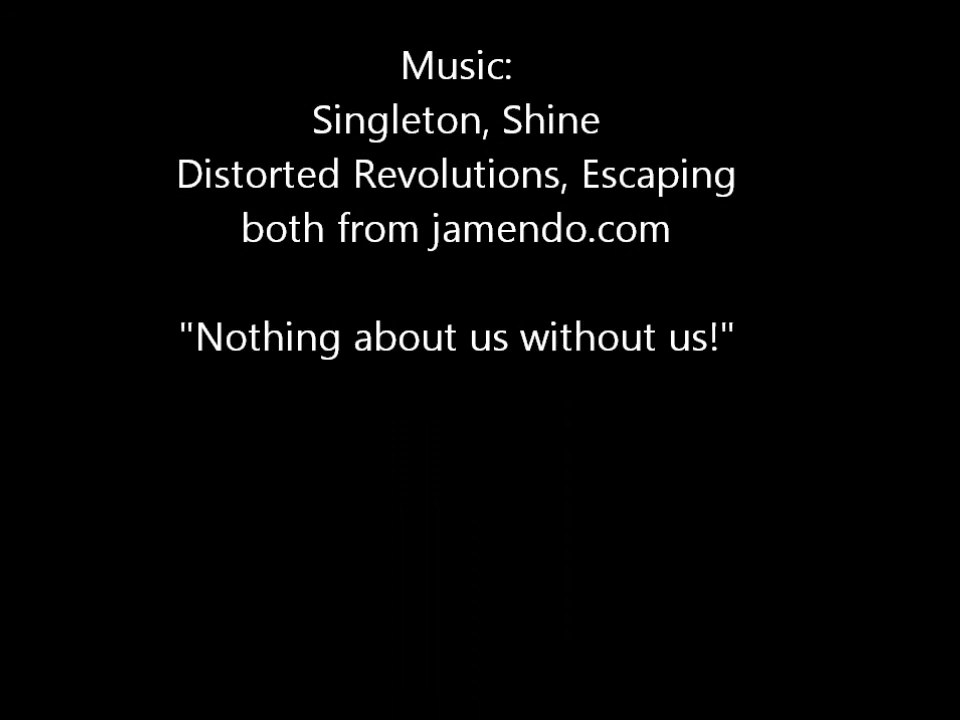 Music:
Singleton, Shine
Distorted Revolutions, Escaping
both from jamendo.com
"Nothing about us without us!"